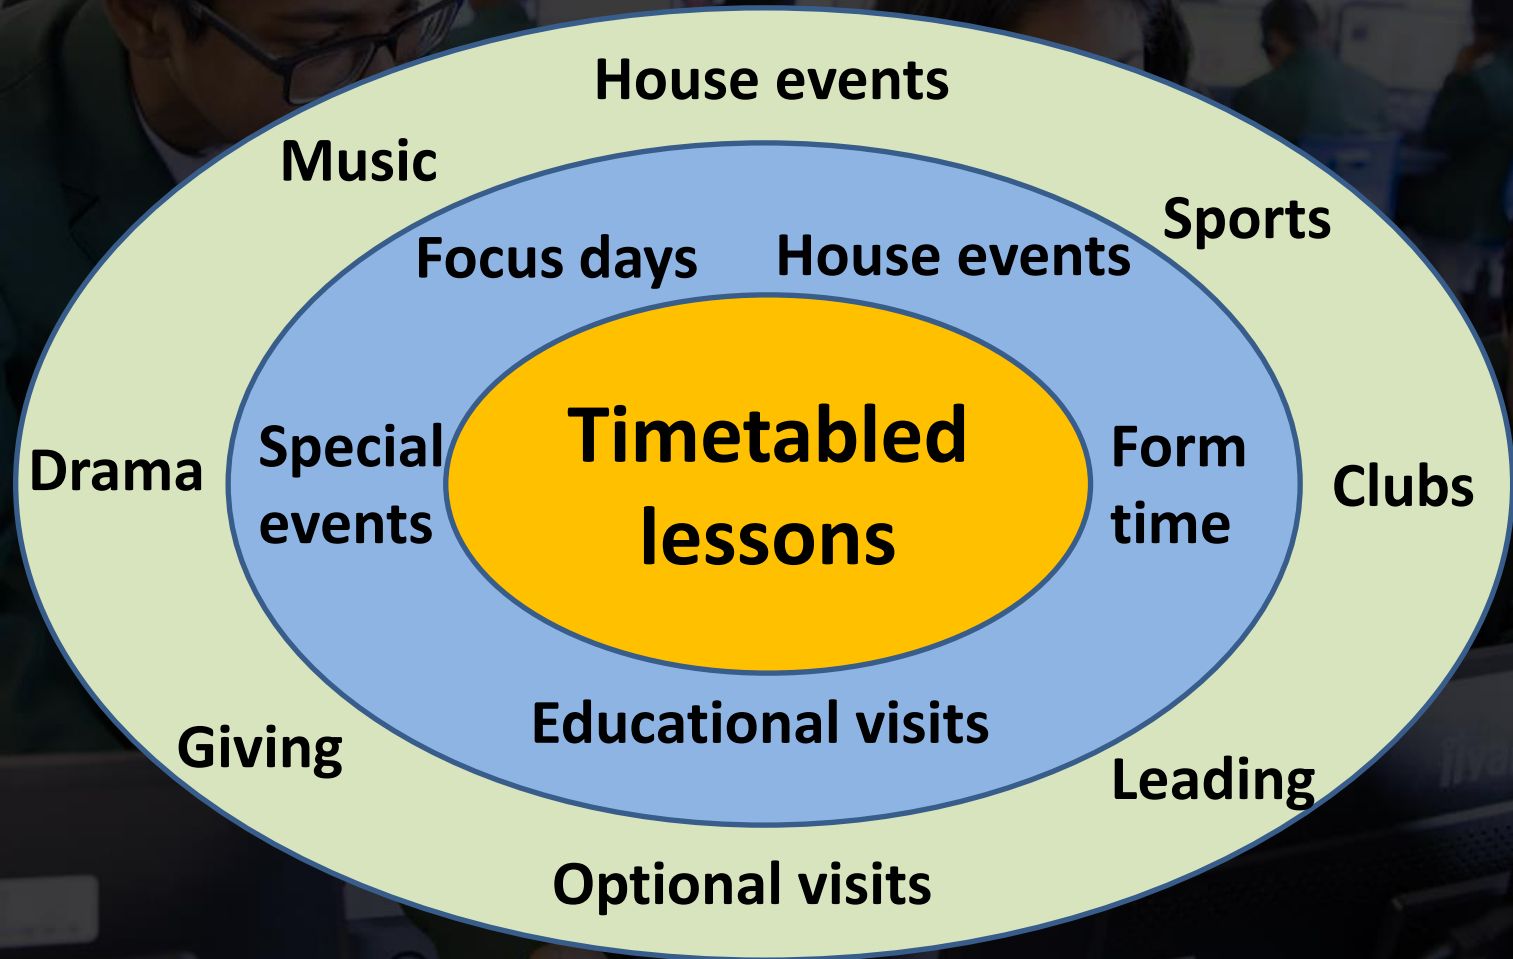 House events
Music
Sports
Focus days
House events
Drama
Special
events
Timetabled
lessons
Form
time
Clubs
Educational visits
Giving
Leading
Optional visits